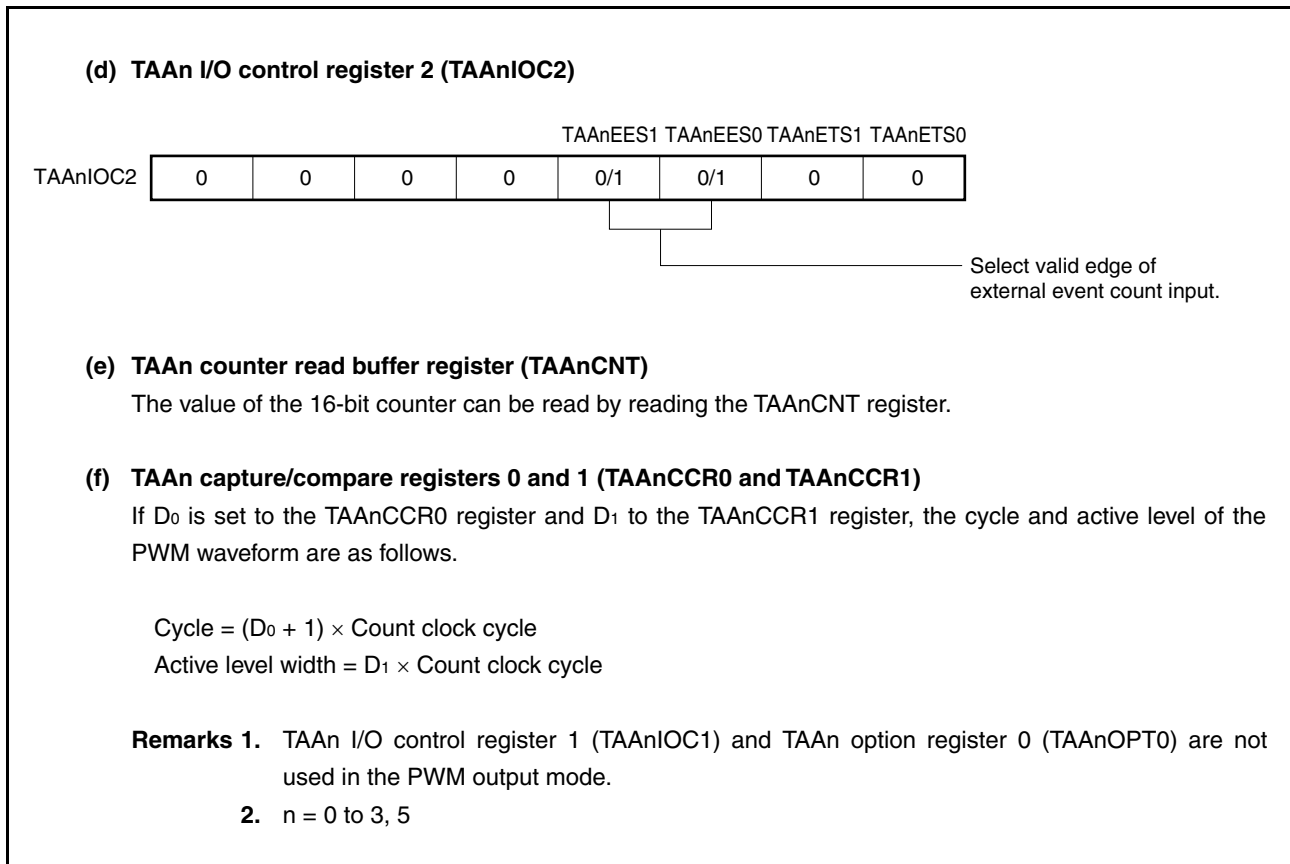 (d) TAAn I/O control register 2 (TAAnIOC2)
TAAnEES1 TAAnEES0 TAAnETS1 TAAnETS0
TAAnIOC2 0 0 0 0 0/1 0/1 0 0
Select valid edge of
external event count input.
(e) TAAn counter read buffer register (TAAnCNT)
The value of the 16-bit counter can be read by reading the TAAnCNT register.
(f) TAAn capture/compare registers 0 and 1 (TAAnCCR0 and TAAnCCR1)
If D0 is set to the TAAnCCR0 register and D1 to the TAAnCCR1 register, the cycle and active level of the
PWM waveform are as follows.
Cycle = (D0 + 1) × Count clock cycle
Active level width = D1 × Count clock cycle
Remarks 1. TAAn I/O control register 1 (TAAnIOC1) and TAAn option register 0 (TAAnOPT0) are not
used in the PWM output mode.
2. n = 0 to 3, 5